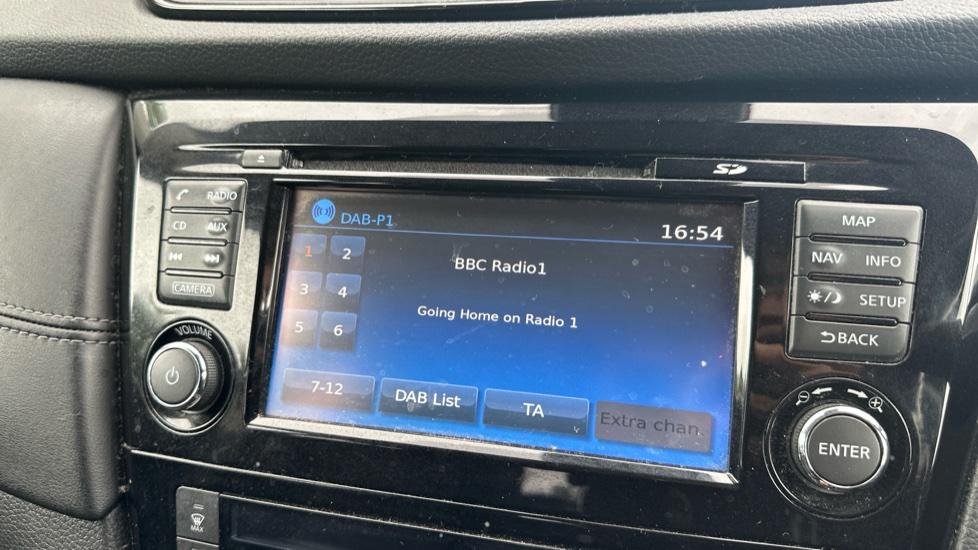 SD
RADIO
CD AUX
CAMERA
VOLUME
MAX
DAB-P1
16:54
1 2
3 4
5 6
BBC Radio1
Going Home on Radio 1
7-12 DAB List TA Extra chan.
MAP
NAV INFO
SETUP
BACK
ENTER